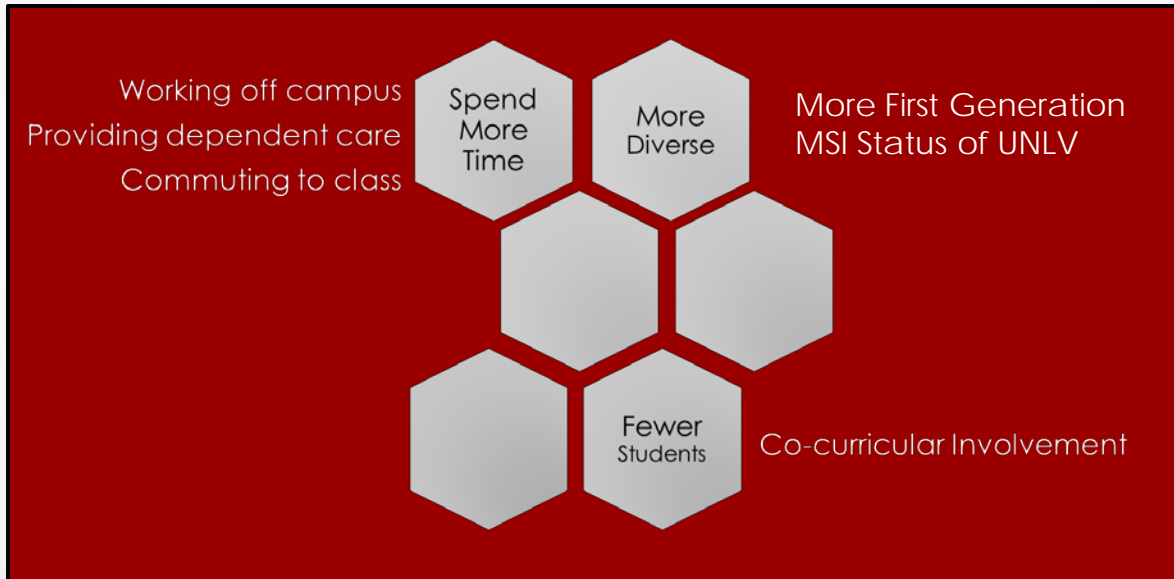 Working off campus
Providing dependent care
Commuting to class
Spend
More
Time
More
Diverse
More First Generation
MSI Status of UNLV
Fewer
Students
Co-curricular Involvement